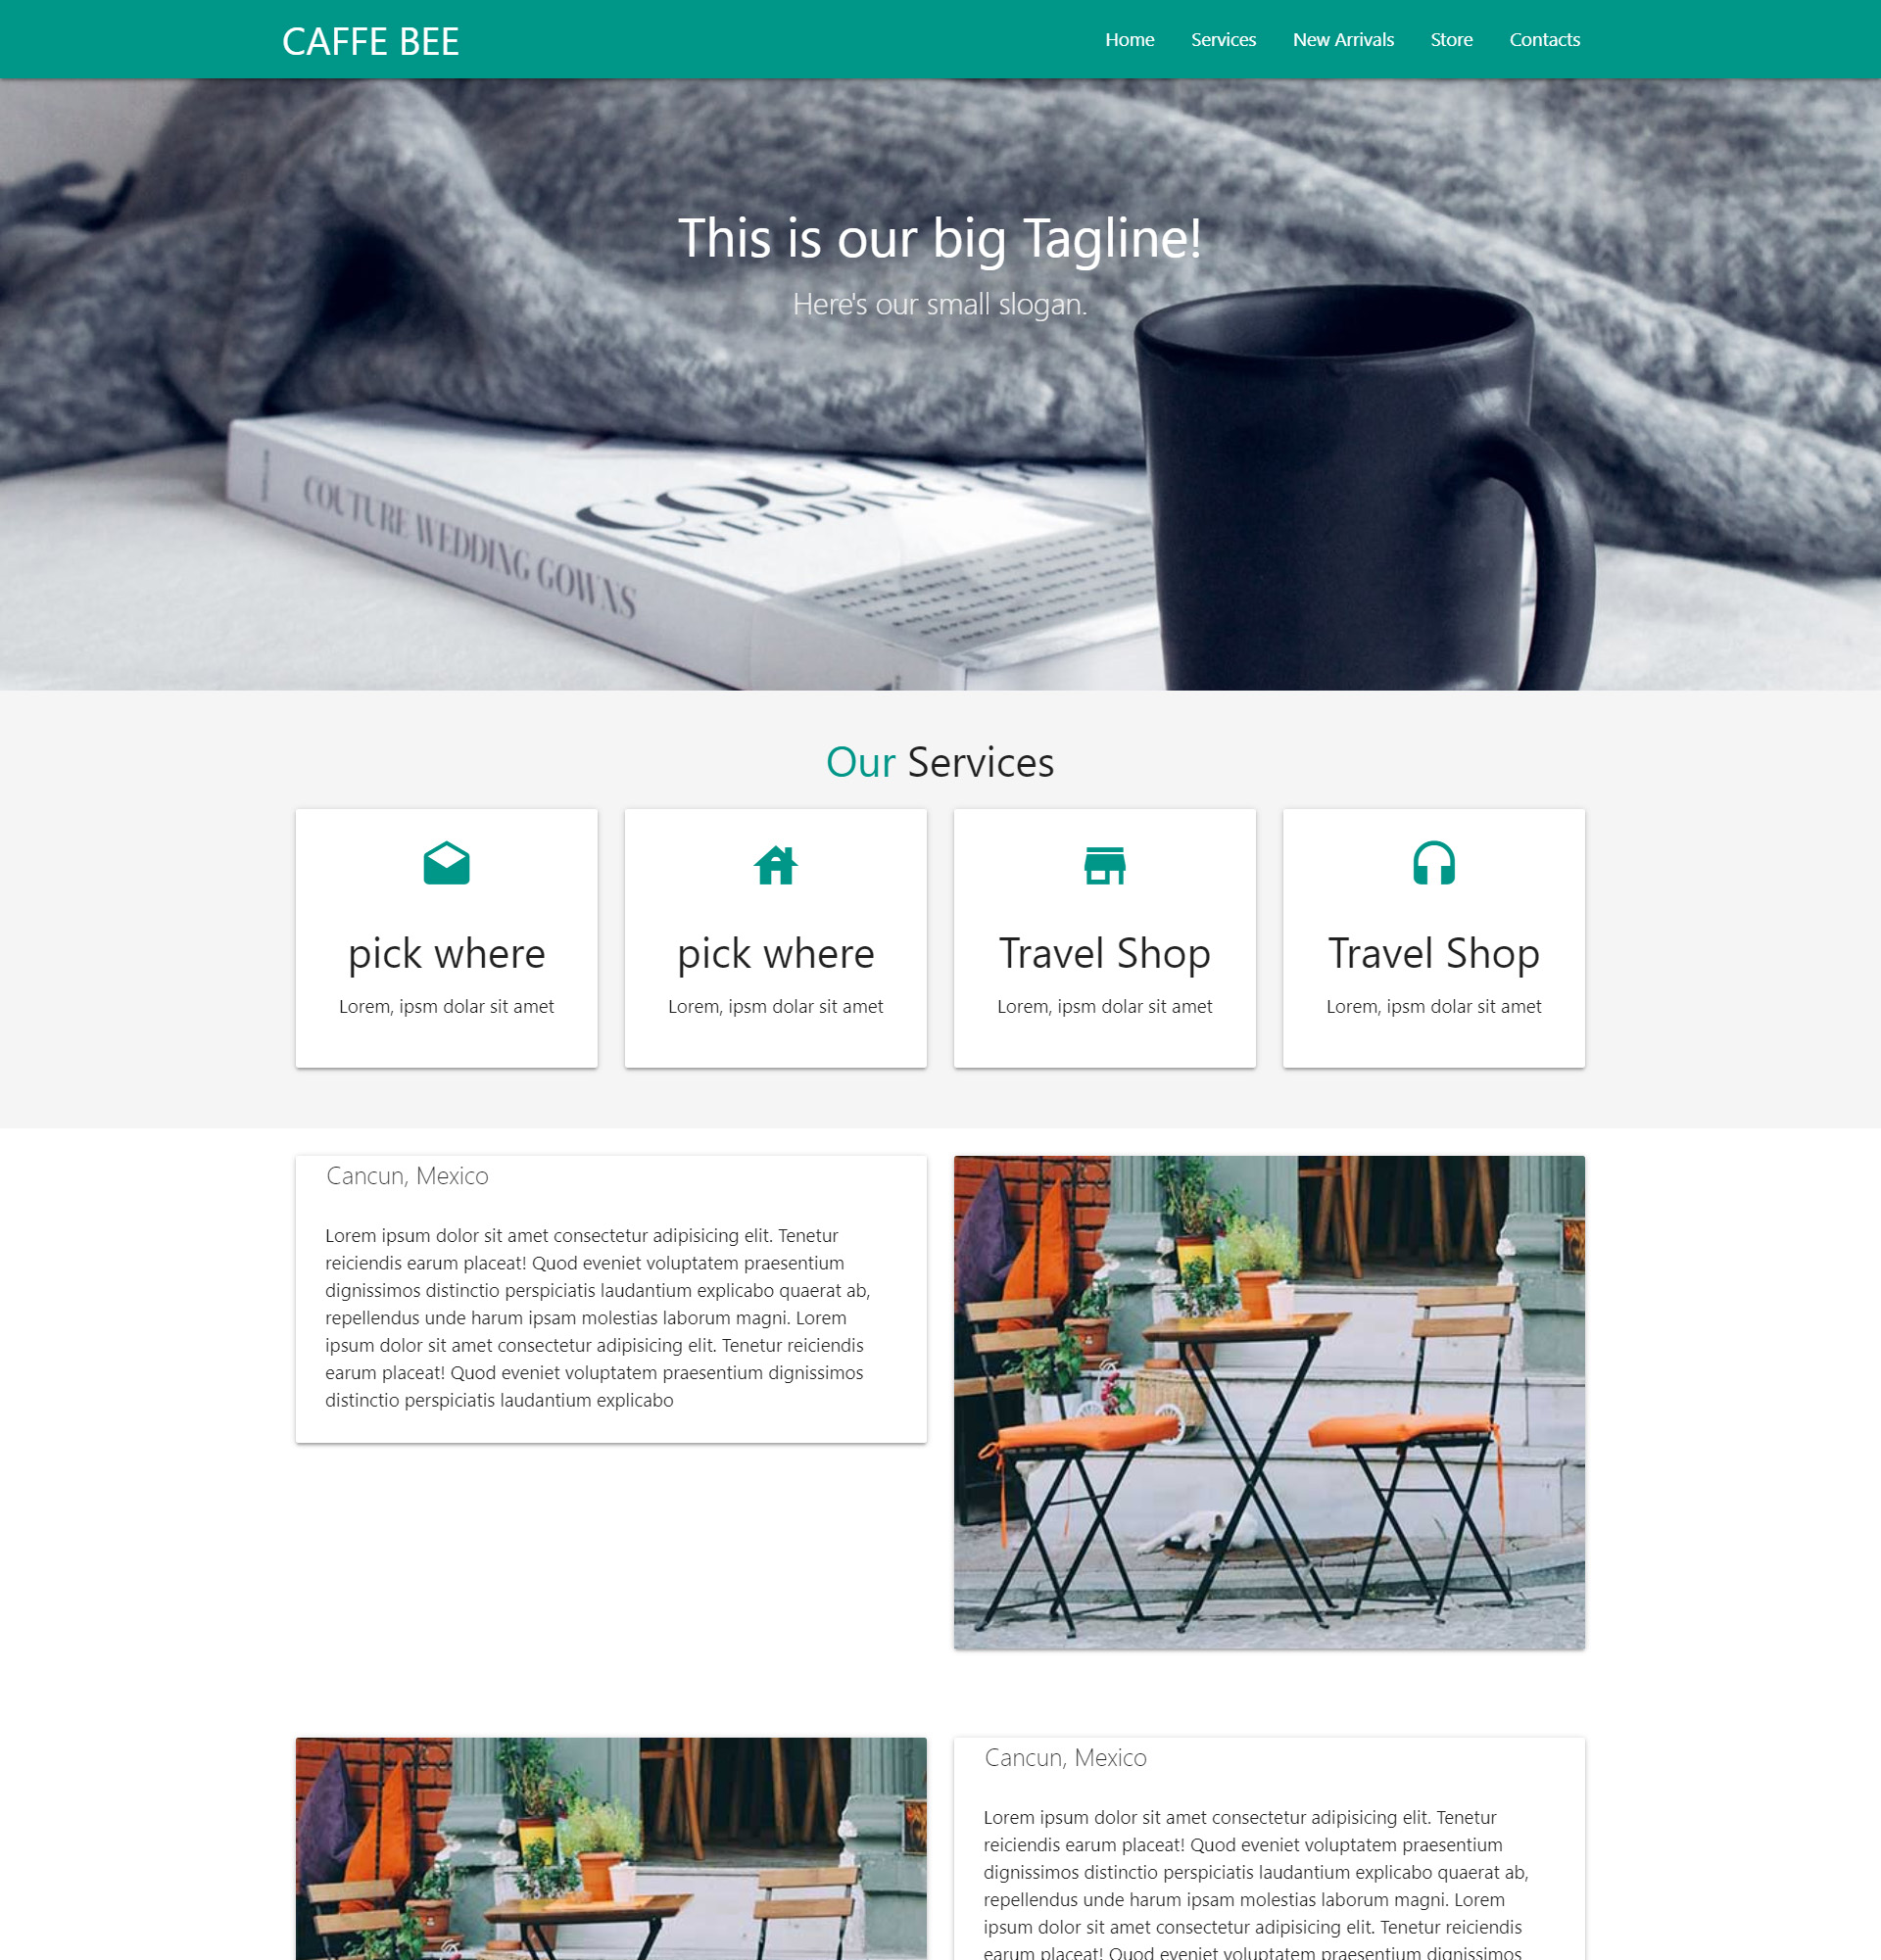 CAFFE BEE
Home Services New Arrivals Store Contacts
This is our big Tagline!
Here's our small slogan.
COUTURE WEDDING GOWNS
WEDDING
Our Services
pick where
Lorem, ipsm dolar sit amet
pick where
Lorem, ipsm dolar sit amet
Travel Shop
Lorem, ipsm dolar sit amet
Travel Shop
Lorem, ipsm dolar sit amet
Cancun, Mexico
Lorem ipsum dolor sit amet consectetur adipisicing elit. Tenetur
reiciendis earum placeat! Quod eveniet voluptatem praesentium
dignissimos distinctio perspiciatis laudantium explicabo quaerat ab,
repellendus unde harum ipsam molestias laborum magni. Lorem
ipsum dolor sit amet consectetur adipisicing elit. Tenetur reiciendis
earum placeat! Quod eveniet voluptatem praesentium dignissimos
distinctio perspiciatis laudantium explicabo
Cancun, Mexico
Lorem ipsum dolor sit amet consectetur adipisicing elit. Tenetur
reiciendis earum placeat! Quod eveniet voluptatem praesentium
dignissimos distinctio perspiciatis laudantium explicabo quaerat ab,
repellendus unde harum ipsam molestias laborum magni. Lorem
ipsum dolor sit amet consectetur adipisicing elit. Tenetur reiciendis
earum placeat! Quod eveniet voluptatem praesentium dignissimos